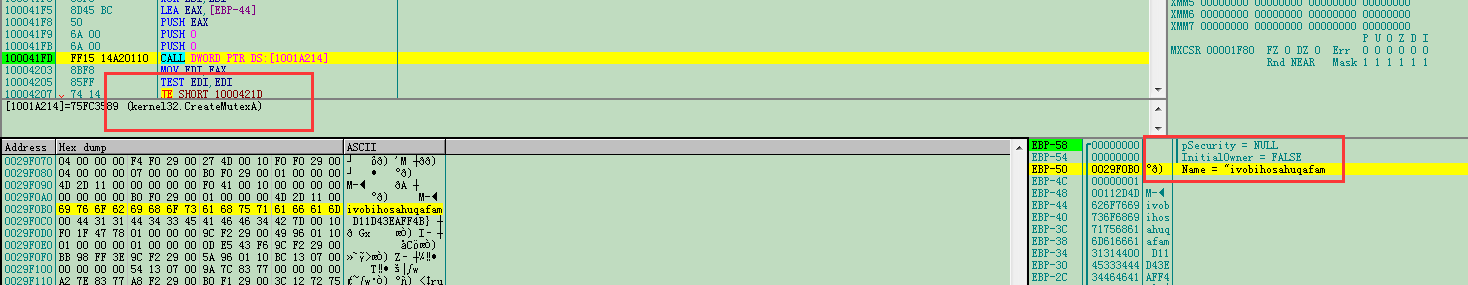 100041F5 8D45 BC LEA EAX,[EBP-44]
100041F8 50 PUSH EAX
100041F9 6A 00 PUSH 0
100041FB 6A 00 PUSH 0
100041FD FF15 14A20110 CALL DWORD PTR DS:[1001A214]
10004203 8BF8 MOV EDI,EAX
10004205 85FF TEST EDI,EDI
10004207 74 14 JE SHORT 1000421D
[1001A214]=75FC3589 (kernel32.CreateMutexA)
XMM5 00000000 00000000 00000000 00000000
XMM6 00000000 00000000 00000000 00000000
XMM7 00000000 00000000 00000000 00000000
P U O Z D I
MXCSR 00001F80 FZ 0 DZ 0 Err 0 0 0 0 0 0
Rnd NEAR Mask 1 1 1 1 1 1
Address Hex dump ASCII
0029F070 04 00 00 00 F4 F0 29 00 27 4D 00 10 F0 F0 29 00
0029F080 04 00 00 00 07 00 00 00 B0 F0 29 00 01 00 00 00
0029F090 4D 2D 11 00 00 00 00 00 F0 41 00 10 00 00 00 00
0029F0A0 00 00 00 00 B0 F0 29 00 01 00 00 00 4D 2D 11 00
0029F0B0 69 76 6F 62 69 68 6F 73 61 68 75 71 61 66 61 6D ivobihosahuqafam
0029F0C0 00 44 31 31 44 34 33 45 41 46 46 34 42 7D 00 10 D11D43EAFF4B}
0029F0D0 F0 1F 47 78 01 00 00 00 9C F2 29 00 49 96 01 10
0029F0E0 01 00 00 00 01 00 00 00 0D E5 43 F6 9C F2 29 00
0029F0F0 BB 98 FF 3E 9C F2 29 00 5A 96 01 10 BC 13 07 00
0029F100 00 00 00 00 54 13 07 00 9A 7C 83 77 00 00 00 00
0029F110 A2 7E 83 77 A8 F2 29 00 B0 F1 29 00 3C 12 72 75
EBP-58 00000000 pSecurity = NULL
EBP-54 00000000 InitialOwner = FALSE
EBP-50 0029F0B0 °ð) Name = "ivobihosahuqafam
EBP-4C 00000001
EBP-48 00112D4D M-◄
EBP-44 626F7669 ivob
EBP-40 736F6869 ihos
EBP-3C 71756861 ahuq
EBP-38 6D616661 afam
EBP-34 31314400 D11
EBP-30 45333444 D43E
EBP-2C 34464641 AFF4